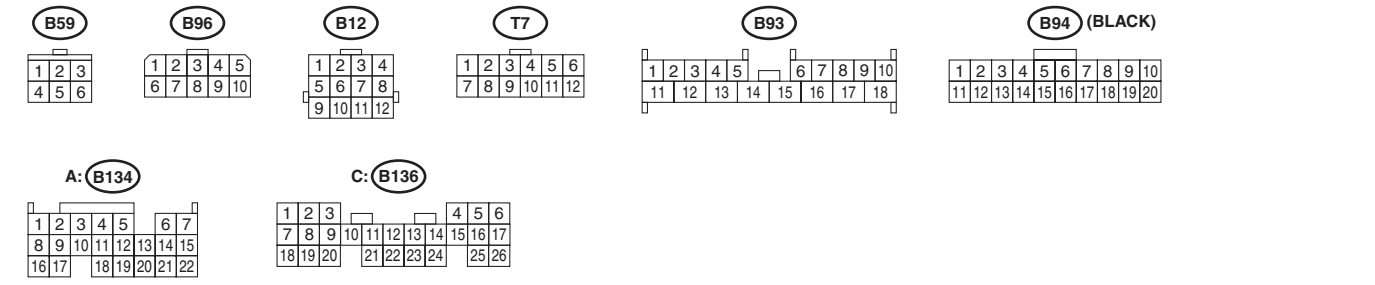 B59 B96 B12 T7 B93 B94 (BLACK)
1 2 3 1 2 3 4 5 1 2 3 4 1 2 3 4 5 6 1 2 3 4 5 6 7 8 9 10 1 2 3 4 5 6 7 8 9 10
4 5 6 6 7 8 9 10 5 6 7 8 7 8 9 10 11 12 11 12 13 14 15 16 17 18 11 12 13 14 15 16 17 18 19 20
9 10 11 12
A: B134 C: B136
1 2 3 4 5 6 7 1 2 3 4 5 6
8 9 10 11 12 13 14 15 7 8 9 10 11 12 13 14 15 16 17
16 17 18 19 20 21 22 18 19 20 21 22 23 24 25 26